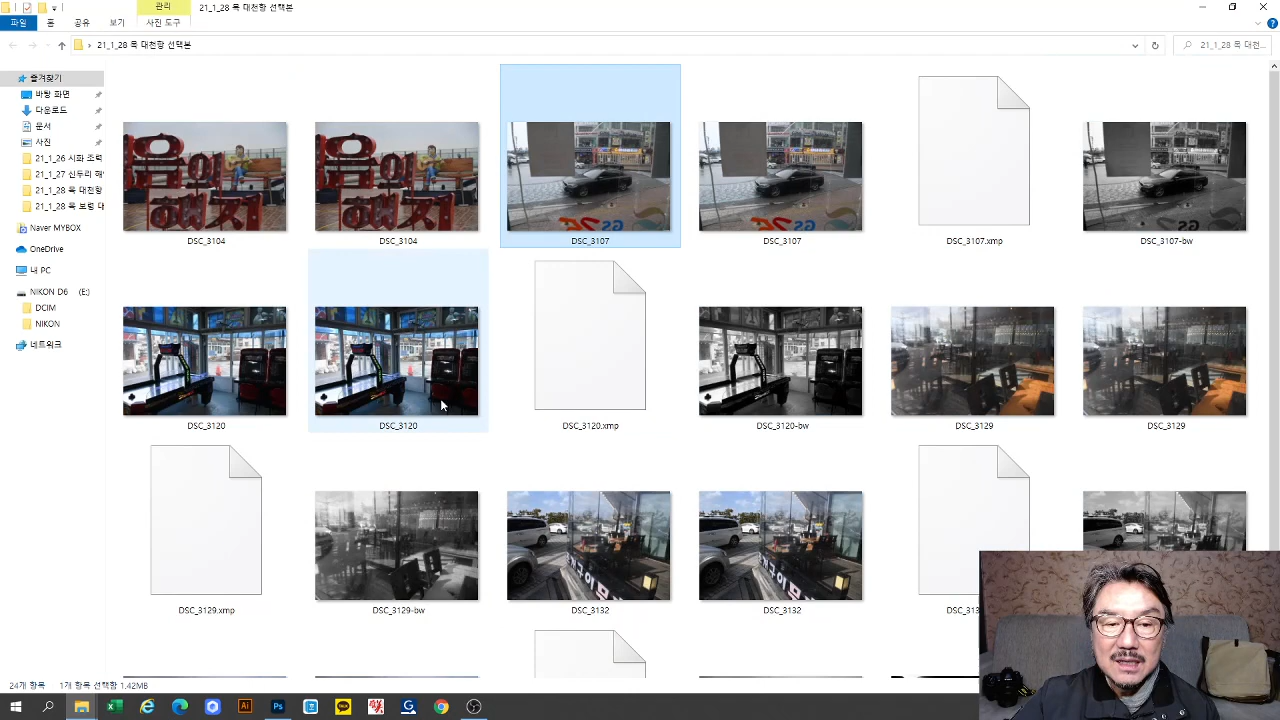 관리
21_1_28 목 대천항 선택본
파일
홈
공유
보기
사진 도구
21_1_28 목 대천항 선택본
21_1_28 목 대천...
즐겨찾기
바탕 화면
다운로드
문서
사진
21_1_26 시화 조력
21_1_27 신두리 해
21_1_28 목 대천항
21_1_28 목 보령 대
Naver MYBOX
OneDrive
내 PC
NIKON D6 (E:)
DCIM
NIKON
네트워크
DSC_3104
DSC_3104
DSC_3107
DSC_3107
DSC_3107.xmp
DSC_3107-bw
DSC_3120
DSC_3120
DSC_3120.xmp
DSC_3120-bw
DSC_3129
DSC_3129
DSC_3129.xmp
DSC_3129-bw
DSC_3132
DSC_3132
24개 항목
1개 항목 선택함 1.42MB
Ai
Ps
TALK